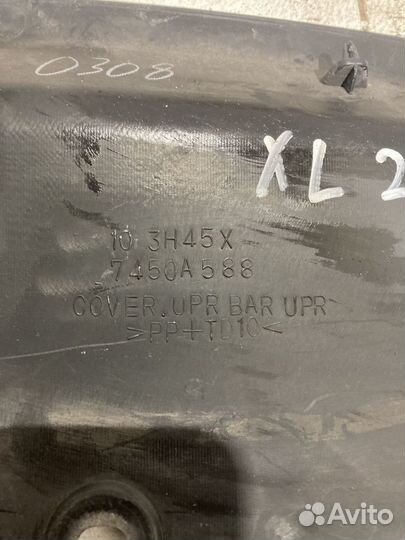 0308
XL 2
10 3H45X
7450A588
COVER,UPR BAR UPR
>PP+TD10<
Avito